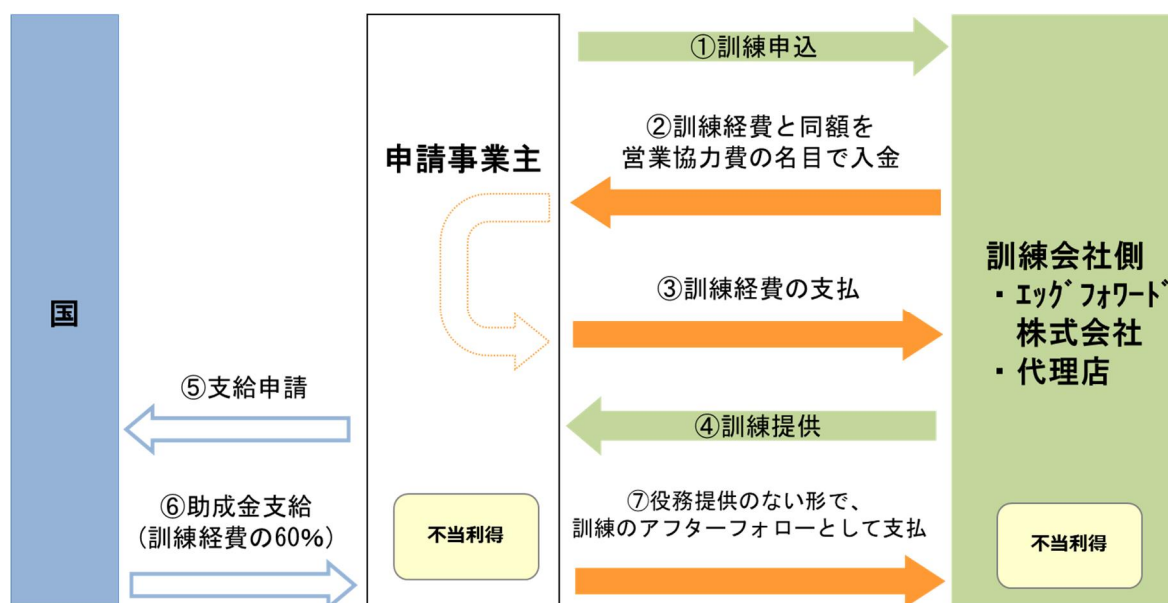 国
申請事業主
①訓練申込
②訓練経費と同額を
営業協力費の名目で入金
③訓練経費の支払
④訓練提供
⑤支給申請
⑥助成金支給
(訓練経費の60%)
⑦役務提供のない形で、
訓練のアフターフォローとして支払
不当利得
訓練会社側
・ｴｯｸﾞﾌｫﾜｰﾄﾞ
株式会社
・代理店
不当利得